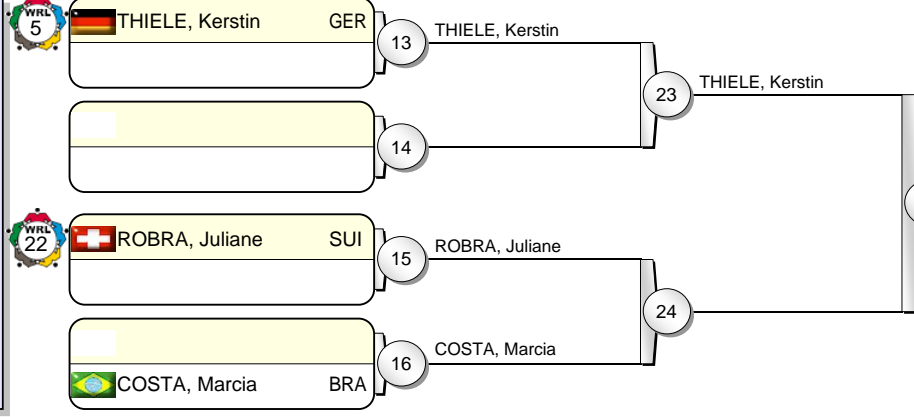 WRL
5
THIELE, Kerstin GER
13
THIELE, Kerstin
23
THIELE, Kerstin
14
WRL
22
ROBRA, Juliane SUI
15
ROBRA, Juliane
24
16
COSTA, Marcia
COSTA, Marcia BRA